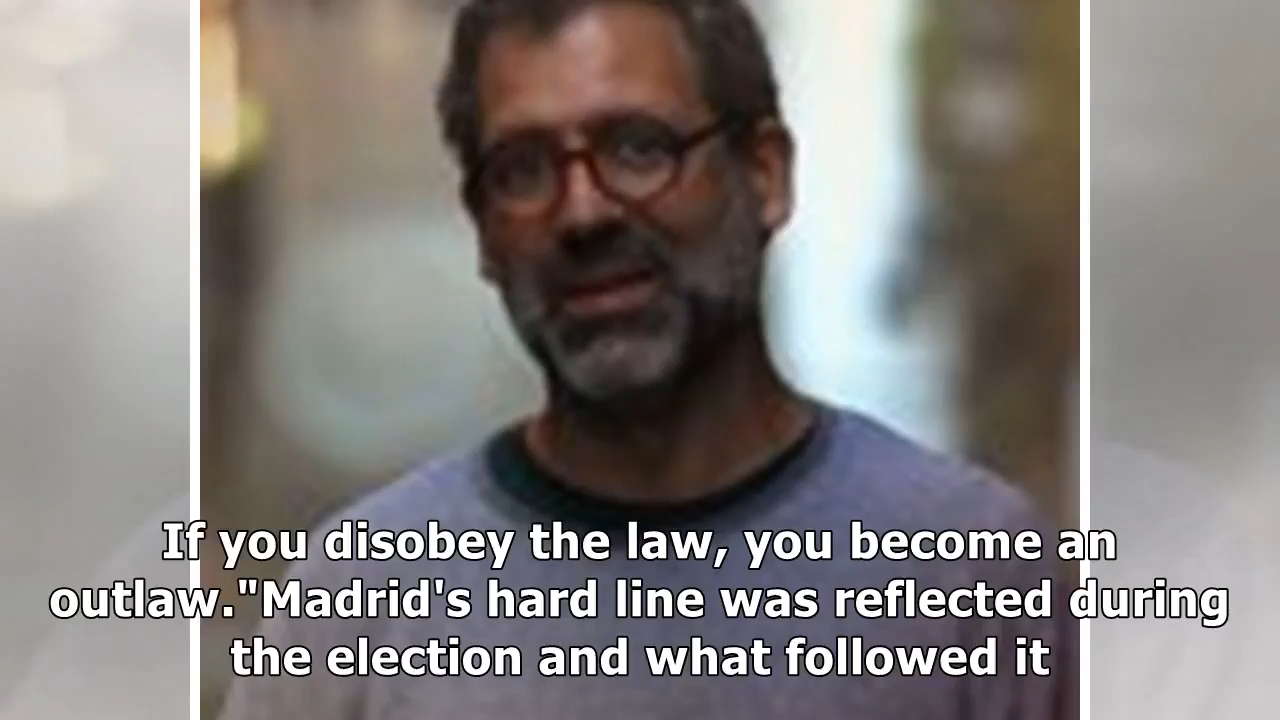 If you disobey the law, you become an
outlaw."Madrid's hard line was reflected during
the election and what followed it